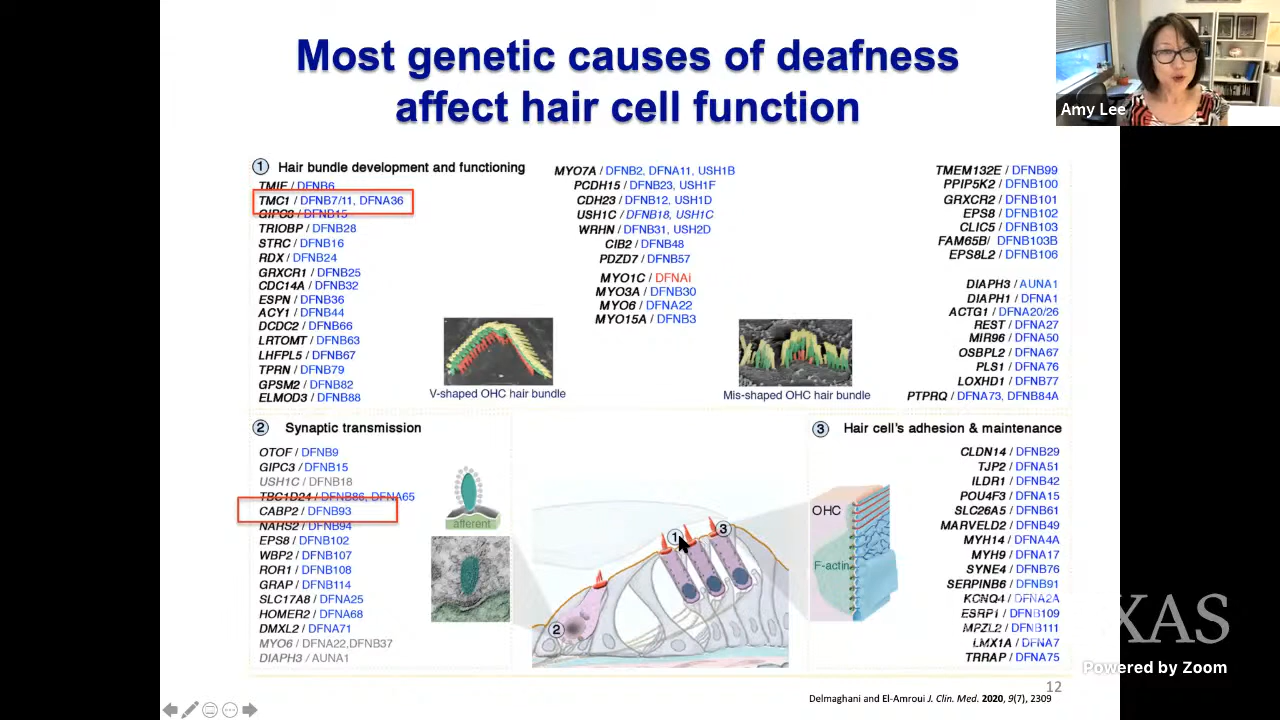 Most genetic causes of deafness
affect hair cell function
Amy Lee
1 Hair bundle development and functioning
TMIE / DFNB6
TMC1 / DFNB7/11, DFNA36
GIPC3 / DFNB15
TRIOBP / DFNB28
STRC / DFNB16
RDX / DFNB24
GRXCR1 / DFNB25
CDC14A / DFNB32
ESPN / DFNB36
ACY1 / DFNB44
DCDC2 / DFNB66
LRTOMT / DFNB63
LHFPL5 / DFNB67
TPRN / DFNB79
GPSM2 / DFNB82
ELMOD3 / DFNB88
MYO7A / DFNB2, DFNA11, USH1B
PCDH15 / DFNB23, USH1F
CDH23 / DFNB12, USH1D
USH1C / DFNB18, USH1C
WRHN / DFNB31, USH2D
CIB2 / DFNB48
PDZD7 / DFNB57
MYO1C / DFNAi
MYO3A / DFNB30
MYO6 / DFNA22
MYO15A / DFNB3
TMEM132E / DFNB99
PPIP5K2 / DFNB100
GRXCR2 / DFNB101
EPS8 / DFNB102
CLIC5 / DFNB103
FAM65B/ DFNB103B
EPS8L2 / DFNB106
DIAPH3 / AUNA1
DIAPH1 / DFNA1
ACTG1 / DFNA20/26
REST / DFNA27
MIR96 / DFNA50
OSBPL2 / DFNA67
PLS1 / DFNA76
LOXHD1 / DFNB77
PTPRQ / DFNA73, DFNB84A
V-shaped OHC hair bundle
Mis-shaped OHC hair bundle
2 Synaptic transmission
OTOF / DFNB9
GIPC3 / DFNB15
USH1C / DFNB18
TBC1D24 / DFNB86, DFNA65
CABP2 / DFNB93
NARS2 / DFNB94
EPS8 / DFNB102
WBP2 / DFNB107
ROR1 / DFNB108
GRAP / DFNB114
SLC17A8 / DFNA25
HOMER2 / DFNA68
DMXL2 / DFNA71
MYO6 / DFNA22,DFNB37
DIAPH3 / AUNA1
afferent
1
3
2
3 Hair cell's adhesion & maintenance
OHC
F-actin
CLDN14 / DFNB29
TJP2 / DFNA51
ILDR1 / DFNB42
POU4F3 / DFNA15
SLC26A5 / DFNB61
MARVELD2 / DFNB49
MYH14 / DFNA4A
MYH9 / DFNA17
SYNE4 / DFNB76
SERPINB6 / DFNB91
KCNQ4 / DFNA2A
ESRP1 / DFNB109
MPZL2 / DFNB111
LMX1A / DFNA7
TRRAP / DFNA75
XAS
Powered by Zoom
12
Delmaghani and El-Amroui J. Clin. Med. 2020, 9(7), 2309